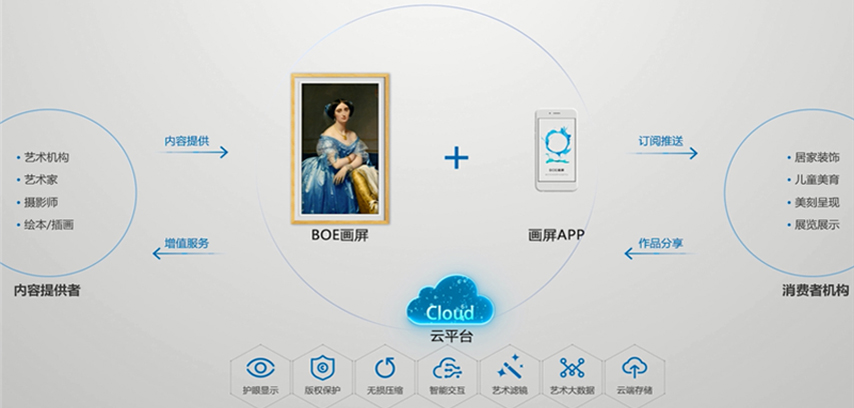 内容提供
订阅推送
艺术机构
艺术家
摄影师
绘本/插画
居家装饰
儿童美育
美刻呈现
展览展示
BOE画屏
增值服务
作品分享
BOE画屏
画屏APP
内容提供者
消费者机构
Cloud
云平台
护眼显示
版权保护
无损压缩
智能交互
艺术滤镜
艺术大数据
云端存储